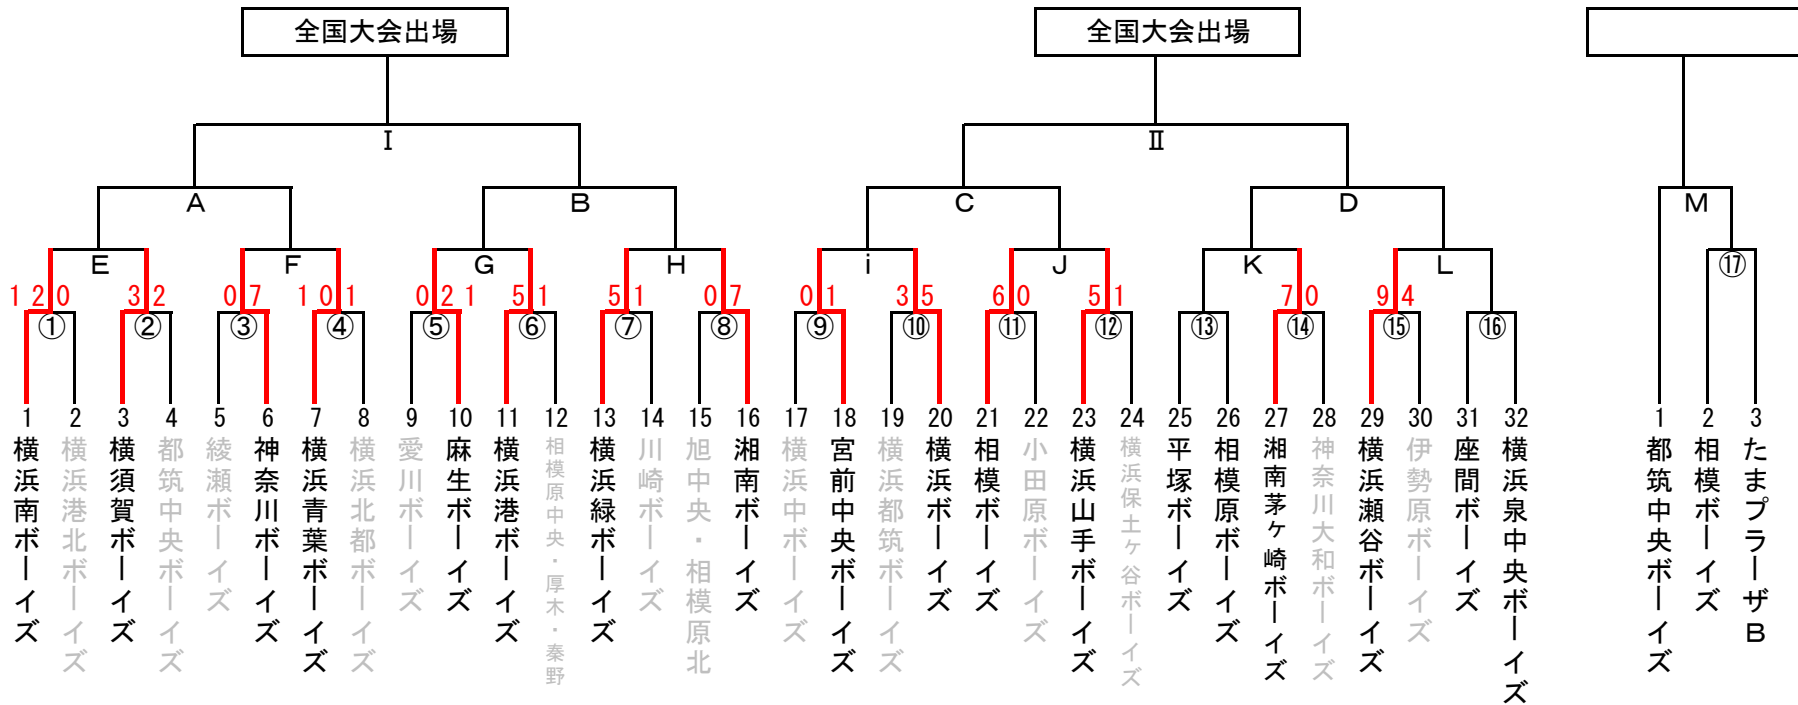 全国大会出場 全国大会出場
Ⅰ Ⅱ
A B C D M
E F G H i J K L ⑰
12 0 3 2 0 7 10 1 0 21 5 1 5 1 0 7 0 1 3 5 6 0 5 1 7 0 9 4
① ② ③ ④ ⑤ ⑥ ⑦ ⑧ ⑨ ⑩ ⑪ ⑫ ⑬ ⑭ ⑮ ⑯
1 2 3 4 5 6 7 8 9 10 11 12 13 14 15 16 17 18 19 20 21 22 23 24 25 26 27 28 29 30 31 32 1 2 3
横浜南ボーイズ
横浜港北ボーイズ
横須賀ボーイズ
都筑中央ボーイズ
綾瀬ボーイズ
神奈川ボーイズ
横浜青葉ボーイズ
横浜北都ボーイズ
愛川ボーイズ
麻生ボーイズ
横浜港ボーイズ
相模原中央・厚木・秦野
横浜緑ボーイズ
川崎ボーイズ
旭中央・相模原北
湘南ボーイズ
横浜中ボーイズ
宮前中央ボーイズ
横浜都筑ボーイズ
横浜ボーイズ
相模ボーイズ
小田原ボーイズ
横浜山手ボーイズ
横浜保土ヶ谷ボーイズ
平塚ボーイズ
相模原ボーイズ
湘南茅ヶ崎ボーイズ
神奈川大和ボーイズ
横浜瀬谷ボーイズ
伊勢原ボーイズ
座間ボーイズ
横浜泉中央ボーイズ
都筑中央ボーイズ
相模ボーイズ
たまプラーザB